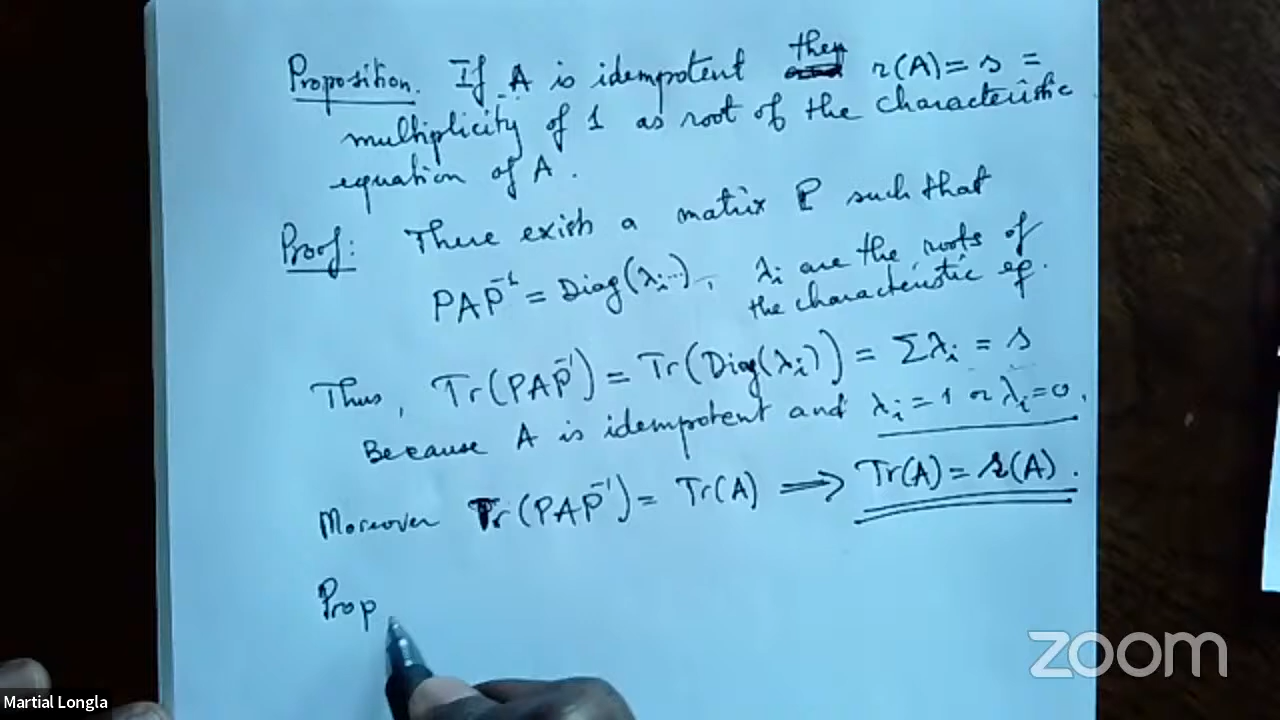 Proposition. If A is idempotent then r(A) = s =
multiplicity of 1 as root of the characteristic
equation of A.
Proof: There exists a matrix P such that
PAP⁻¹ = Diag(λᵢ...), λᵢ are the roots of
the characteristic eq.
Thus, Tr(PAP⁻¹) = Tr(Diag(λᵢ)) = Σλᵢ = s
Because A is idempotent and λᵢ=1 or λᵢ=0.
Moreover Tr(PAP⁻¹) = Tr(A) ⟹ Tr(A) = r(A).
Prop
zoom
Martial Longla